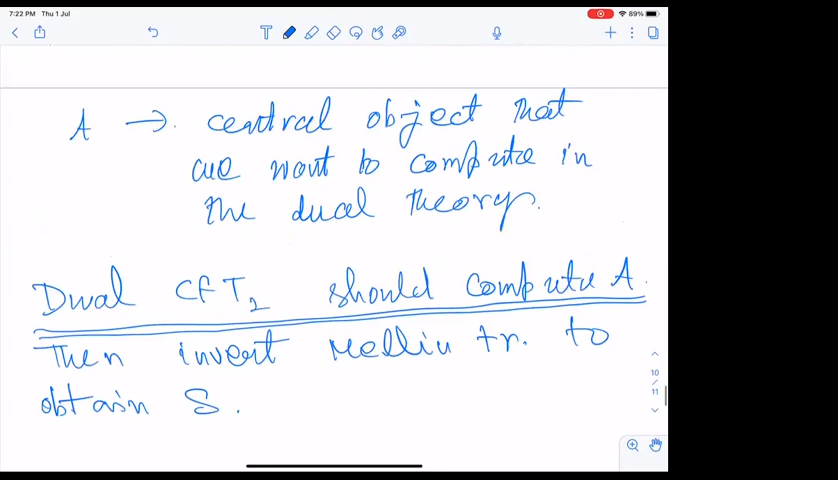 7:22 PM Thu 1 Jul
89%
A → central object that
we want to compute in
the dual theory.
Dual CFT₂ should compute A.
Then invert Mellin tr. to
obtain S.
10
/
11